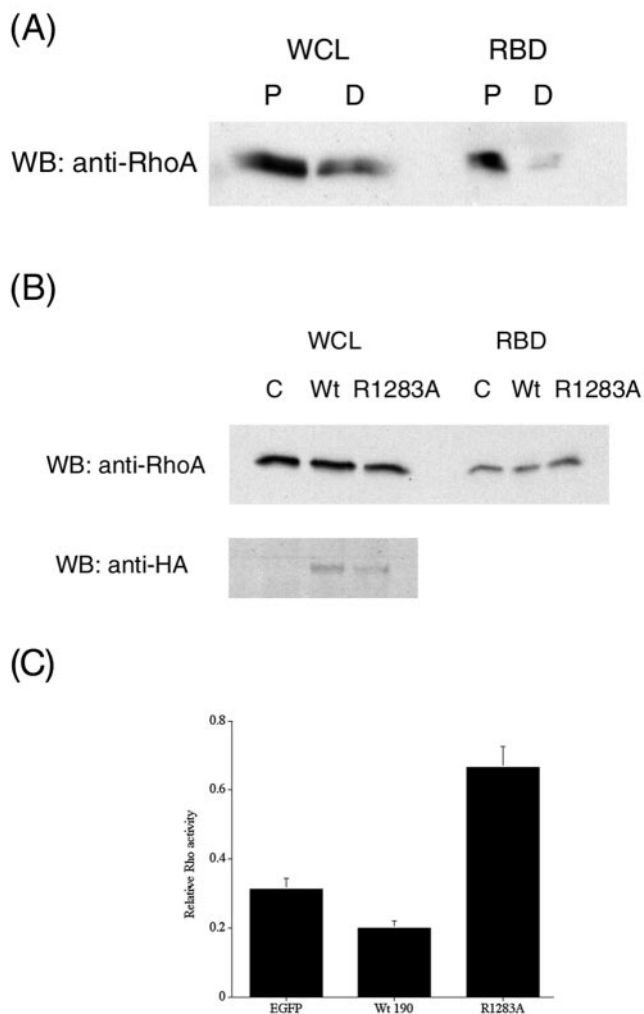 (A)
WCL RBD
P D P D
WB: anti-RhoA
(B)
WCL RBD
C Wt R1283A C Wt R1283A
WB: anti-RhoA
WB: anti-HA
(C)
0.8
0.6
0.4
0.2
0
Relative Rho activity
EGFP Wt 190 R1283A